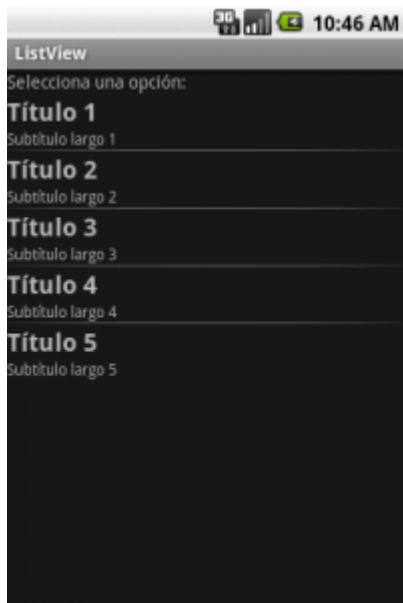 3G
10:46 AM
ListView
Selecciona una opción:
Título 1
Subtítulo largo 1
Título 2
Subtítulo largo 2
Título 3
Subtítulo largo 3
Título 4
Subtítulo largo 4
Título 5
Subtítulo largo 5